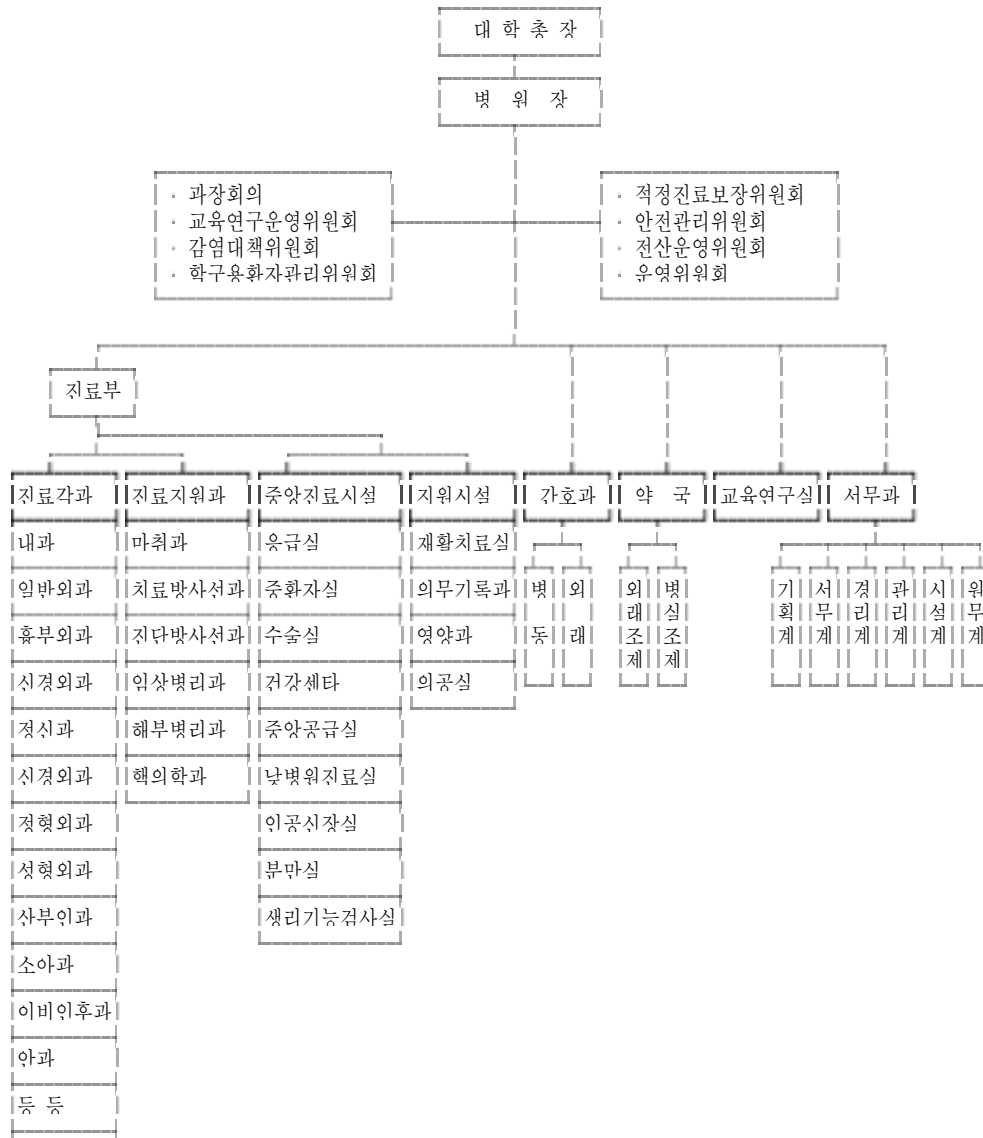 대 학 총 장
병 원 장
· 과장회의
· 교육연구운영위원회
· 감염대책위원회
· 학구용환자관리위원회
· 적정진료보장위원회
· 안전관리위원회
· 전산운영위원회
· 운영위원회
진료부
진료각과
내과
일반외과
흉부외과
신경외과
정신과
신경외과
정형외과
성형외과
산부인과
소아과
이비인후과
안과
등 등
진료지원과
마취과
치료방사선과
진단방사선과
임상병리과
해부병리과
핵의학과
중앙진료시설
응급실
중환자실
수술실
건강센타
중앙공급실
낮병원진료실
인공신장실
분만실
생리기능검사실
지원시설
재활치료실
의무기록과
영양과
의공실
간호과
병 동
외 래
약 국
외래조제
병실조제
교육연구실
서무과
기획계
서무계
경리계
관리계
시설계
원무계